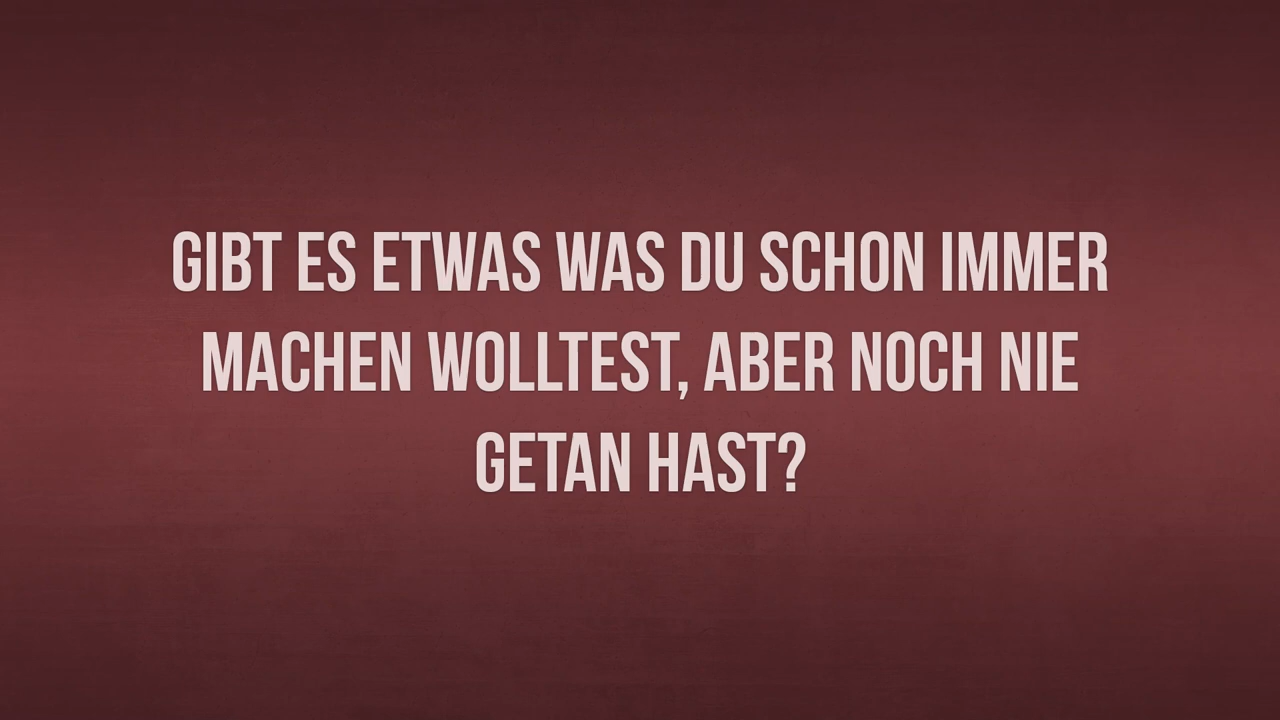 GIBT ES ETWAS WAS DU SCHON IMMER
MACHEN WOLLTEST, ABER NOCH NIE
GETAN HAST?